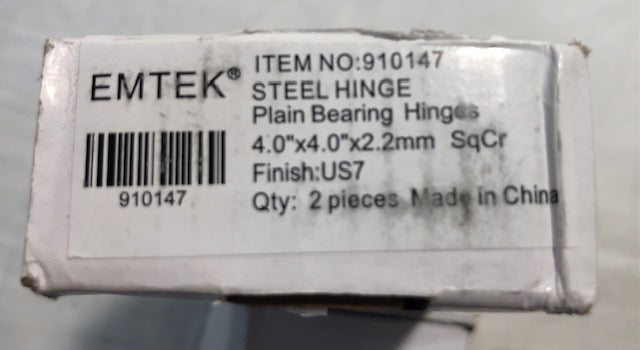 EMTEK®
910147
ITEM NO:910147
STEEL HINGE
Plain Bearing Hinges
4.0"x4.0"x2.2mm SqCr
Finish:US7
Qty: 2 pieces Made in China